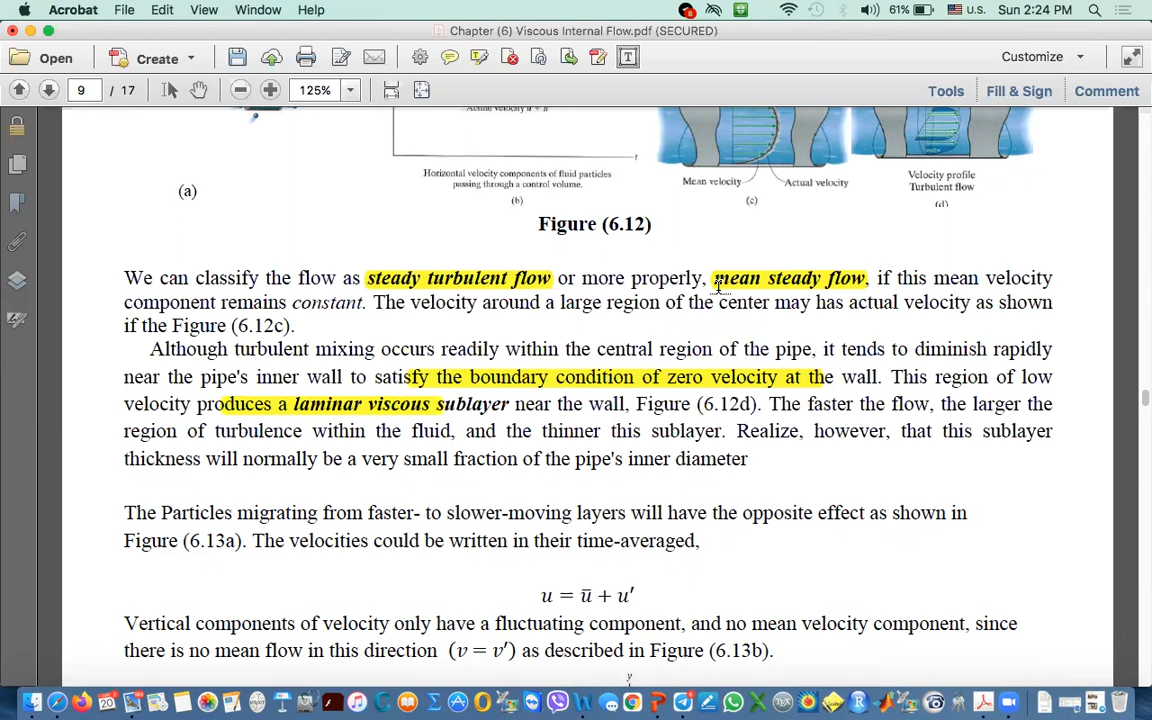 Acrobat File Edit View Window Help 61% U.S. Sun 2:24 PM
Chapter (6) Viscous Internal Flow.pdf (SECURED)
Open Create Customize
9 / 17 125% Tools Fill & Sign Comment
t
Horizontal velocity components of fluid particles
passing through a control volume.
Mean velocity Actual velocity
Velocity profile
Turbulent flow
(a) (b) (c) (d)
Figure (6.12)
We can classify the flow as steady turbulent flow or more properly, mean steady flow, if this mean velocity
component remains constant. The velocity around a large region of the center may has actual velocity as shown
if the Figure (6.12c).
Although turbulent mixing occurs readily within the central region of the pipe, it tends to diminish rapidly
near the pipe's inner wall to satisfy the boundary condition of zero velocity at the wall. This region of low
velocity produces a laminar viscous sublayer near the wall, Figure (6.12d). The faster the flow, the larger the
region of turbulence within the fluid, and the thinner this sublayer. Realize, however, that this sublayer
thickness will normally be a very small fraction of the pipe's inner diameter
The Particles migrating from faster- to slower-moving layers will have the opposite effect as shown in
Figure (6.13a). The velocities could be written in their time-averaged,
u = ū + u′
Vertical components of velocity only have a fluctuating component, and no mean velocity component, since
there is no mean flow in this direction (v = v′) as described in Figure (6.13b).
y